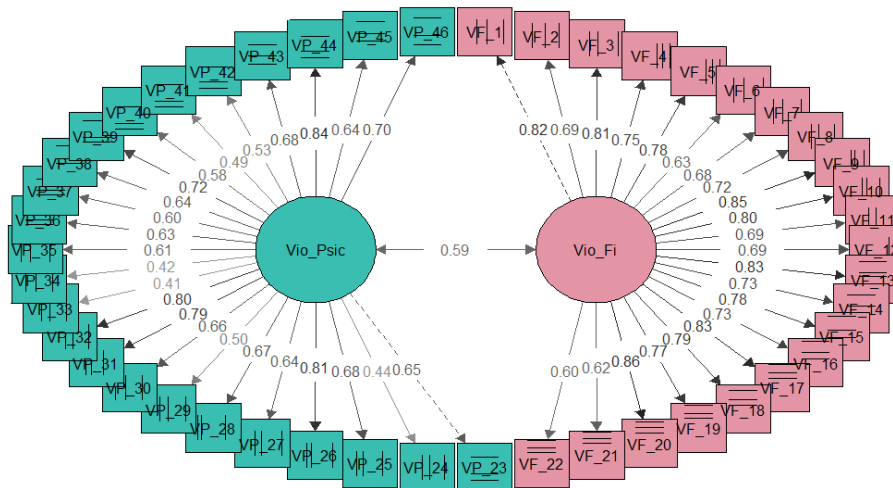 VP_46
VF_1
VP_45
VF_2
VP_44
VF_3
VP_43
VF_4
VP_42
VF_5
VP_41
VF_6
VP_40
VF_7
VP_39
VF_8
VP_38
VF_9
VP_37
VF_10
VP_36
VF_11
VP_35
VF_12
VP_34
VF_13
VP_33
VF_14
VP_32
VF_15
VP_31
VF_16
VP_30
VF_17
VP_29
VF_18
VP_28
VF_19
VP_27
VF_20
VP_26
VF_21
VP_25
VF_22
VP_24
VP_23
Vio_Psic
0.59
Vio_Fi
0.70
0.64
0.84
0.68
0.53
0.49
0.58
0.72
0.64
0.60
0.63
0.61
0.42
0.41
0.80
0.79
0.66
0.50
0.67
0.64
0.81
0.68
0.44
0.65
0.82
0.69
0.81
0.75
0.78
0.63
0.68
0.72
0.85
0.80
0.69
0.69
0.83
0.73
0.78
0.73
0.83
0.79
0.77
0.86
0.62
0.60